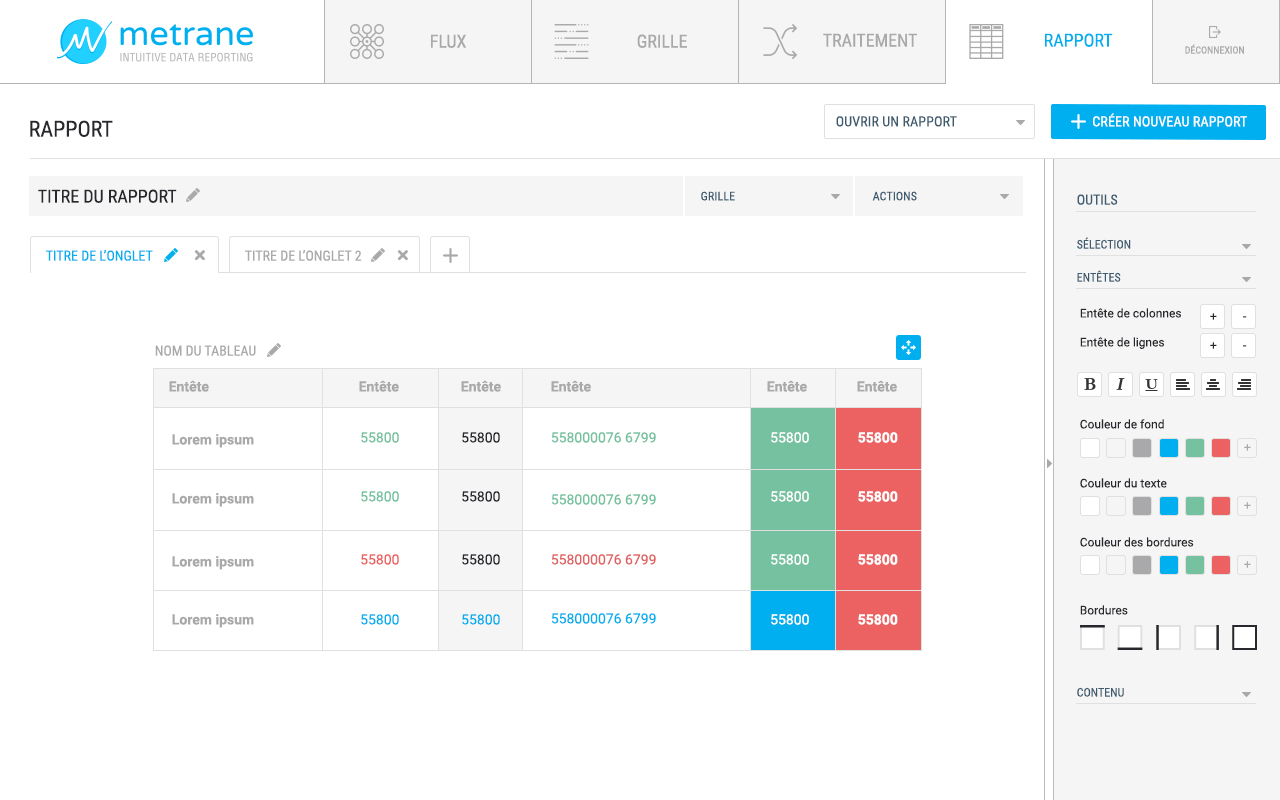 metrane
INTUITIVE DATA REPORTING
FLUX
GRILLE
TRAITEMENT
RAPPORT
DÉCONNEXION
RAPPORT
OUVRIR UN RAPPORT
CRÉER NOUVEAU RAPPORT
TITRE DU RAPPORT
GRILLE
ACTIONS
TITRE DE L'ONGLET
TITRE DE L'ONGLET 2
NOM DU TABLEAU
Entête Entête Entête Entête Entête Entête
Lorem ipsum 55800 55800 558000076 6799 55800 55800
Lorem ipsum 55800 55800 558000076 6799 55800 55800
Lorem ipsum 55800 55800 558000076 6799 55800 55800
Lorem ipsum 55800 55800 558000076 6799 55800 55800
OUTILS
SÉLECTION
ENTÊTES
Entête de colonnes + -
Entête de lignes + -
B I U
Couleur de fond
+
Couleur du texte
+
Couleur des bordures
+
Bordures
CONTENU